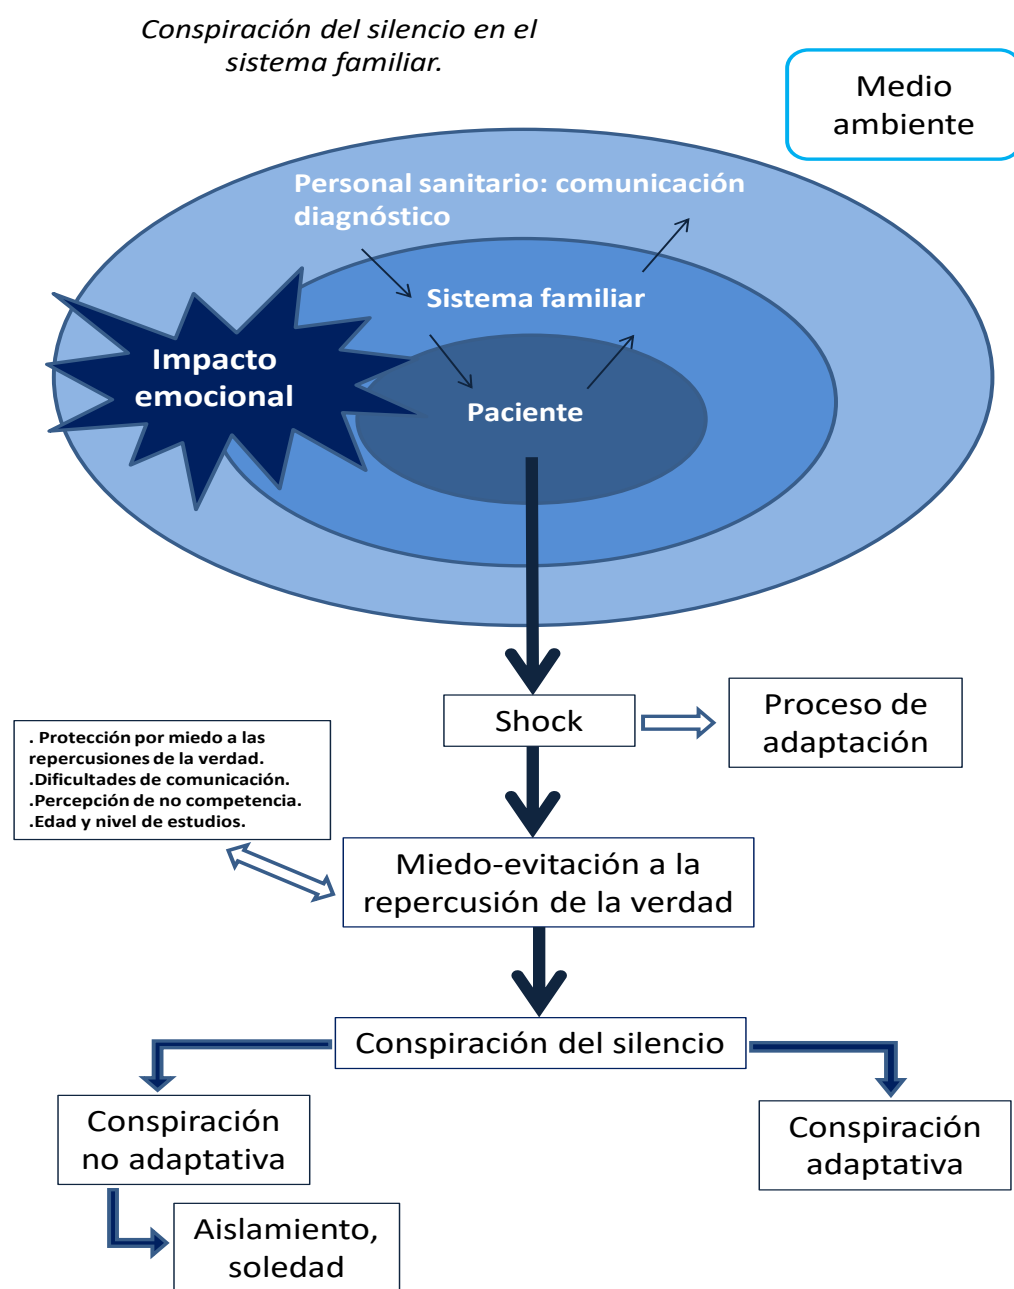 Conspiración del silencio en el
sistema familiar.
Medio
ambiente
Personal sanitario: comunicación
diagnóstico
Sistema familiar
Impacto
emocional
Paciente
Shock
Proceso de
adaptación
. Protección por miedo a las
repercusiones de la verdad.
.Dificultades de comunicación.
.Percepción de no competencia.
.Edad y nivel de estudios.
Miedo-evitación a la
repercusión de la verdad
Conspiración del silencio
Conspiración
no adaptativa
Conspiración
adaptativa
Aislamiento,
soledad